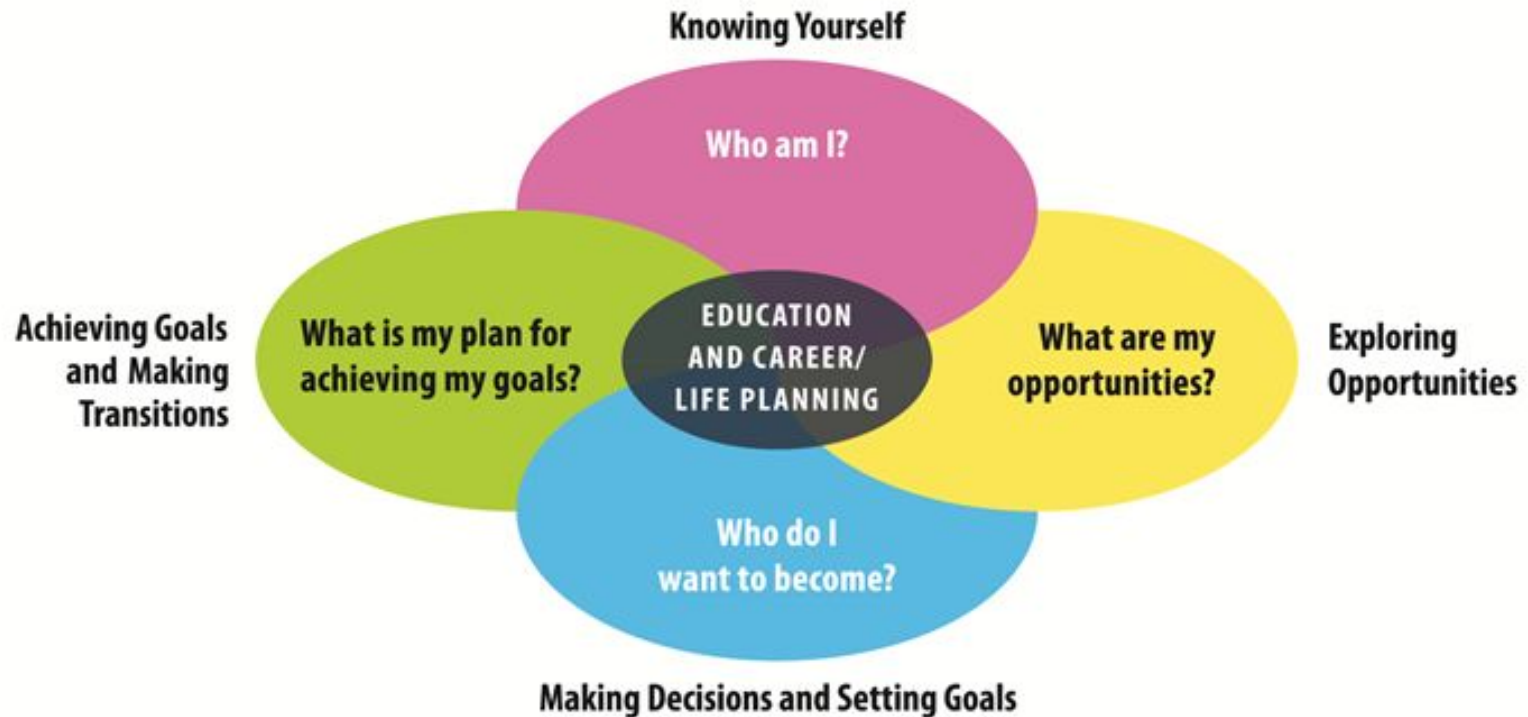 Knowing Yourself
Who am I?
Achieving Goals
and Making
Transitions
What is my plan for
achieving my goals?
EDUCATION
AND CAREER/
LIFE PLANNING
What are my
opportunities?
Exploring
Opportunities
Who do I
want to become?
Making Decisions and Setting Goals